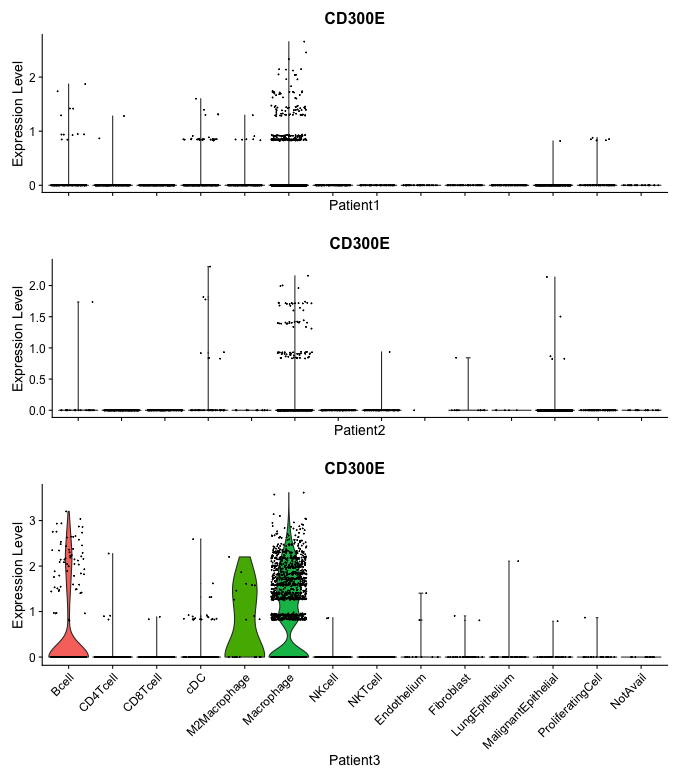 CD300E
Expression Level
2
1
0
Patient1
CD300E
Expression Level
2.0
1.5
1.0
0.5
0.0
Patient2
CD300E
Expression Level
3
2
1
0
Bcell
CD4Tcell
CD8Tcell
cDC
M2Macrophage
Macrophage
NKcell
NKTcell
Endothelium
Fibroblast
LungEpithelium
MalignantEpithelial
ProliferatingCell
NotAvail
Patient3